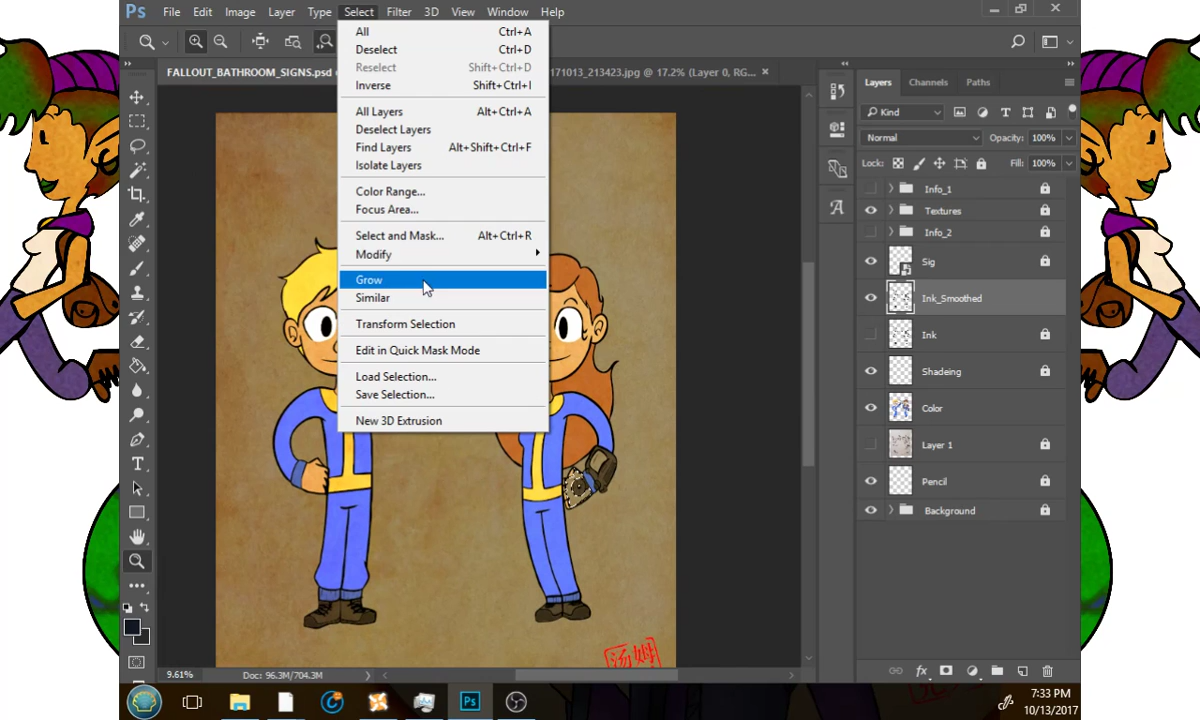 Ps File Edit Image Layer Type Select Filter 3D View Window Help
FALLOUT_BATHROOM_SIGNS.psd
171013_213423.jpg @ 17.2% (Layer 0, RG... ×
All Ctrl+A
Deselect Ctrl+D
Reselect Shift+Ctrl+D
Inverse Shift+Ctrl+I
All Layers Alt+Ctrl+A
Deselect Layers
Find Layers Alt+Shift+Ctrl+F
Isolate Layers
Color Range...
Focus Area...
Select and Mask... Alt+Ctrl+R
Modify
Grow
Similar
Transform Selection
Edit in Quick Mask Mode
Load Selection...
Save Selection...
New 3D Extrusion
Layers Channels Paths
Kind
Normal Opacity: 100%
Lock: Fill: 100%
Info_1
Textures
Info_2
Sig
Ink_Smoothed
Ink
Shadeing
Color
Layer 1
Pencil
Background
汤姆
9.61% Doc: 96.3M/704.3M
fx
Ps
7:33 PM
10/13/2017